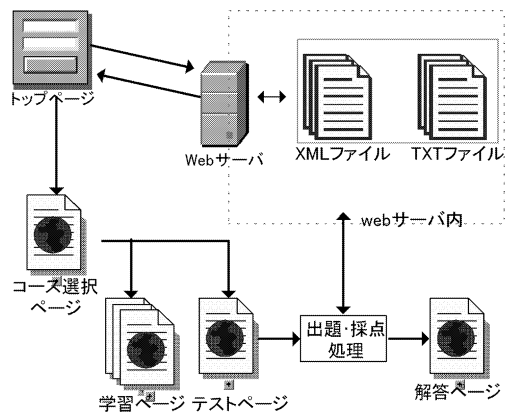 トップページ
Webサーバ
XMLファイル
TXTファイル
webサーバ内
コース選択
ページ
学習ページ
テストページ
出題・採点
処理
解答ページ